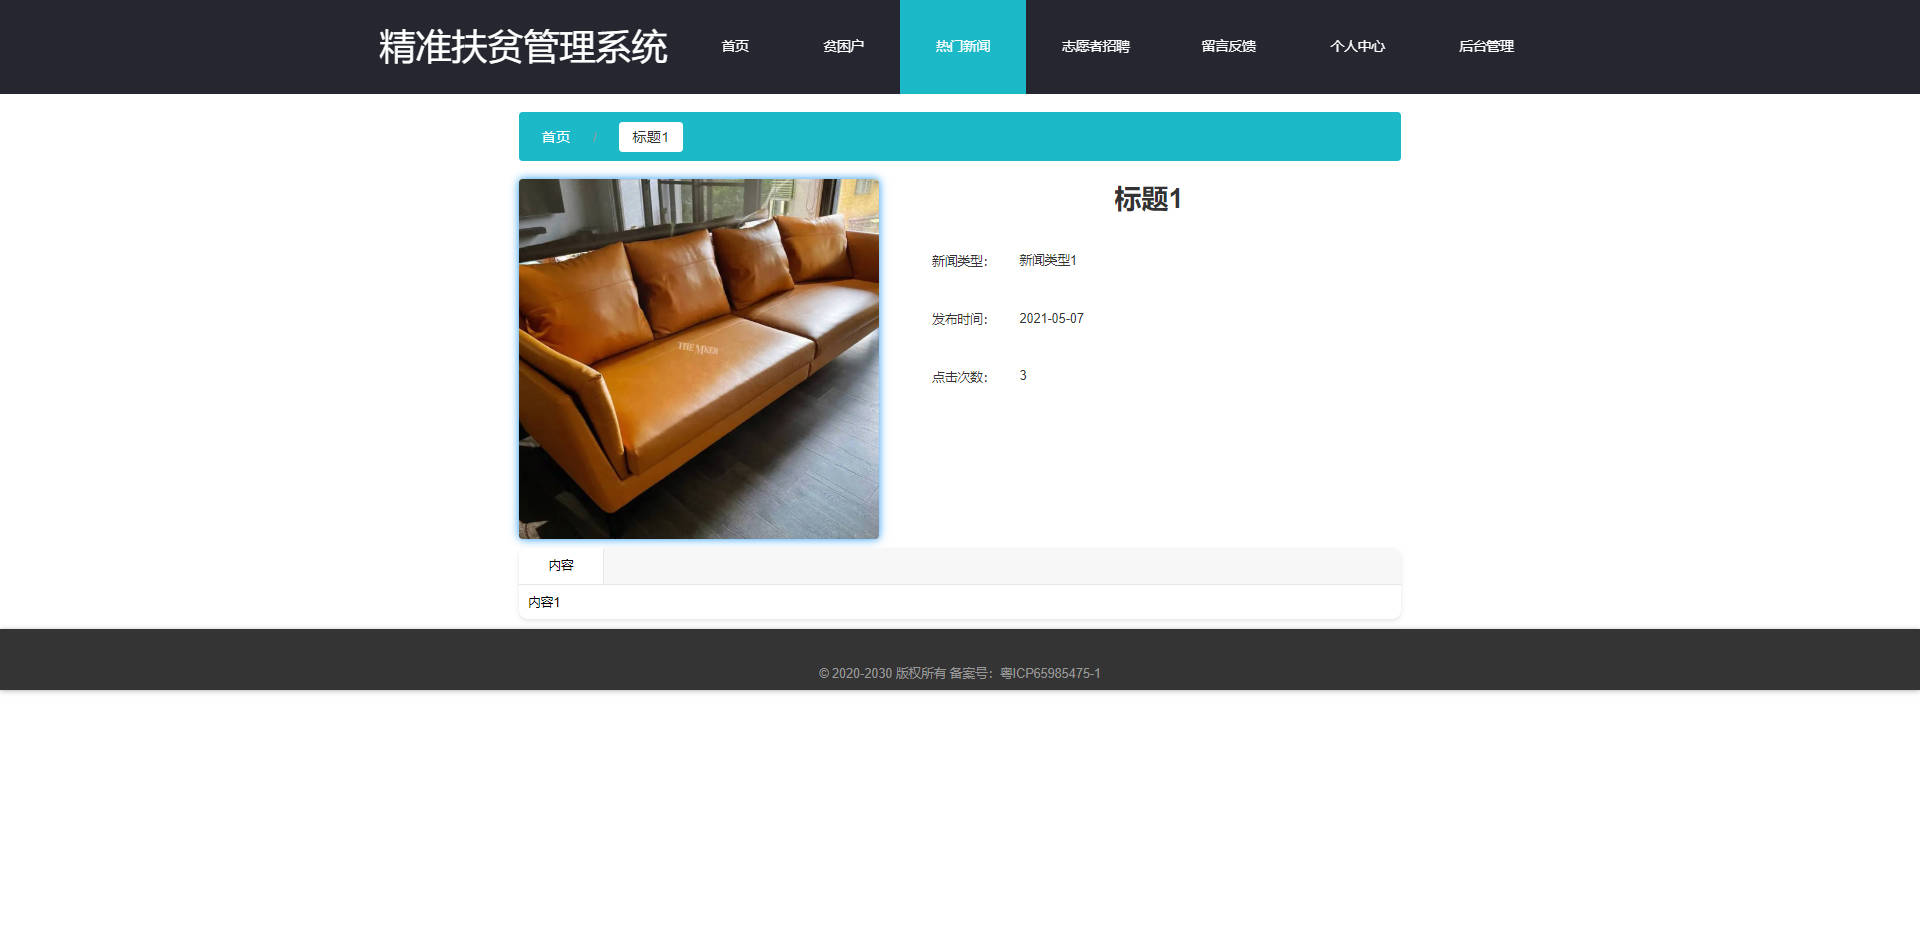 精准扶贫管理系统 首页 贫困户 热门新闻 志愿者招聘 留言反馈 个人中心 后台管理
首页 / 标题1
标题1
新闻类型： 新闻类型1
发布时间： 2021-05-07
点击次数： 3
THE MKER
内容
内容1
© 2020-2030 版权所有 备案号：粤ICP65985475-1